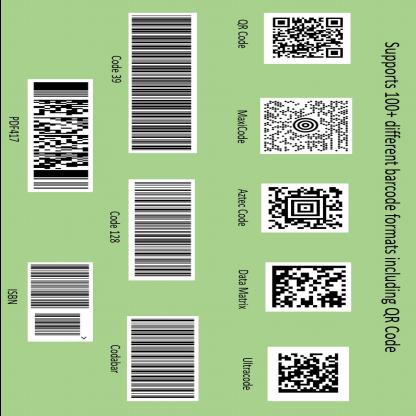 Supports 100+ different barcode formats including QR Code
QR Code
MaxiCode
Aztec Code
Data Matrix
Ultracode
Code 39
Code 128
Codabar
PDF417
ISBN